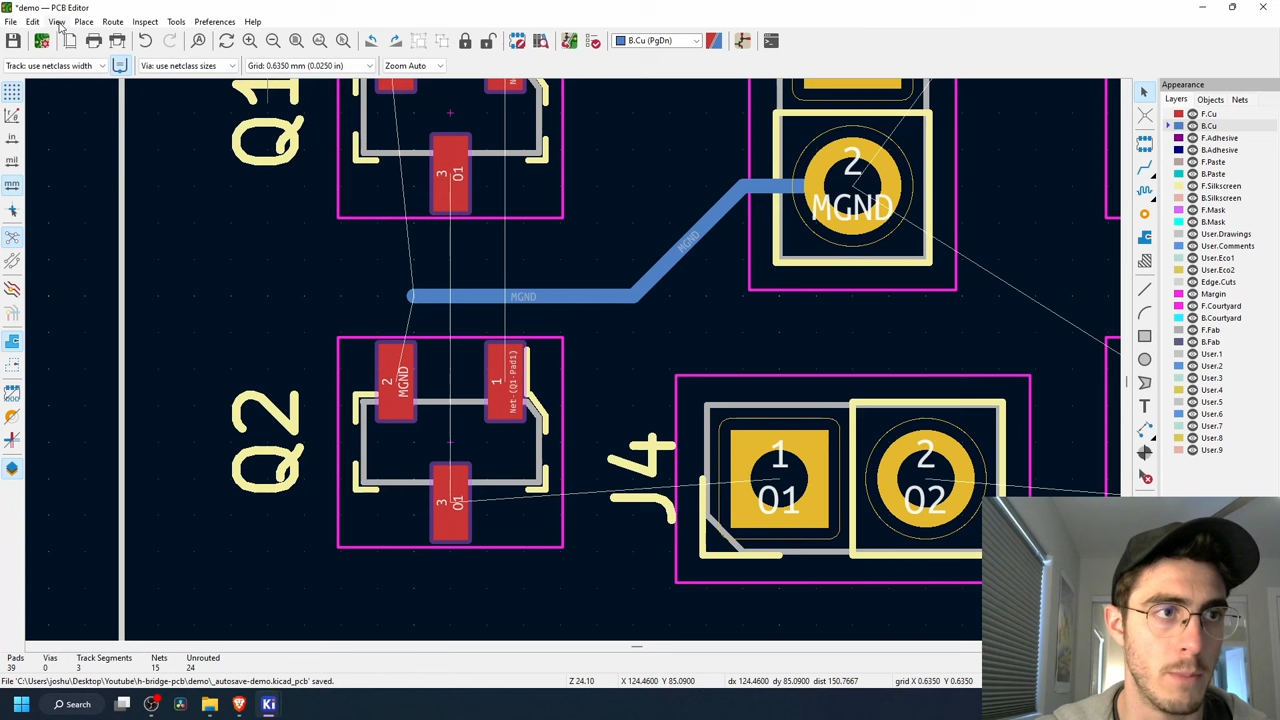 *demo — PCB Editor
File Edit View Place Route Inspect Tools Preferences Help
B.Cu (PgDn)
Track: use netclass width Via: use netclass sizes Grid: 0.6350 mm (0.0250 in) Zoom Auto
in
mil
mm
Q1
3
01
2
MGND
MGND
MGND
Q2
2
MGND
1
Net-(Q1-Pad1)
3
01
J4
1
01
2
02
Appearance
Layers Objects Nets
F.Cu
B.Cu
F.Adhesive
B.Adhesive
F.Paste
B.Paste
F.Silkscreen
B.Silkscreen
F.Mask
B.Mask
User.Drawings
User.Comments
User.Eco1
User.Eco2
Edge.Cuts
Margin
F.Courtyard
B.Courtyard
F.Fab
B.Fab
User.1
User.2
User.3
User.4
User.5
User.6
User.7
User.8
User.9
Pads Vias Track Segments Nets Unrouted
39 0 3 15 24
File 'C:\Users\joshu\Desktop\Youtube\h-bridge-pcb\demo\_autosave-demo.kicad_pcb' saved. Z 24.10 X 124.4600 Y 85.0900 dx 124.4600 dy 85.0900 dist 150.7667 grid X 0.6350 Y 0.6350
Search
Ki